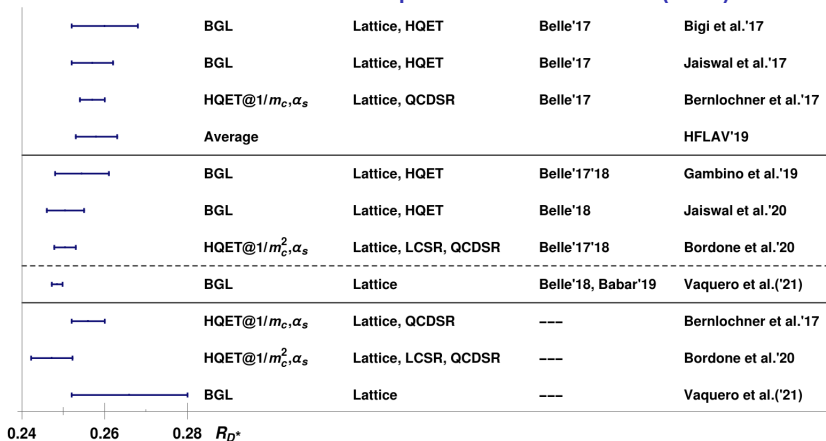 BGL Lattice, HQET Belle'17 Bigi et al.'17
BGL Lattice, HQET Belle'17 Jaiswal et al.'17
HQET@1/m_c,α_s Lattice, QCDSR Belle'17 Bernlochner et al.'17
Average HFLAV'19
BGL Lattice, HQET Belle'17'18 Gambino et al.'19
BGL Lattice, HQET Belle'18 Jaiswal et al.'20
HQET@1/m_c^2,α_s Lattice, LCSR, QCDSR Belle'17'18 Bordone et al.'20
BGL Lattice Belle'18, Babar'19 Vaquero et al.('21)
HQET@1/m_c,α_s Lattice, QCDSR --- Bernlochner et al.'17
HQET@1/m_c^2,α_s Lattice, LCSR, QCDSR --- Bordone et al.'20
BGL Lattice --- Vaquero et al.('21)
0.24 0.26 0.28 R_D*